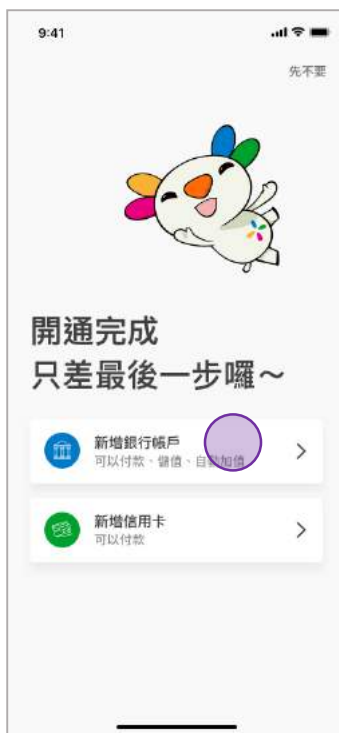 9:41
先不要
開通完成
只差最後一步囉～
新增銀行帳戶
可以付款、儲值、自動加值
新增信用卡
可以付款